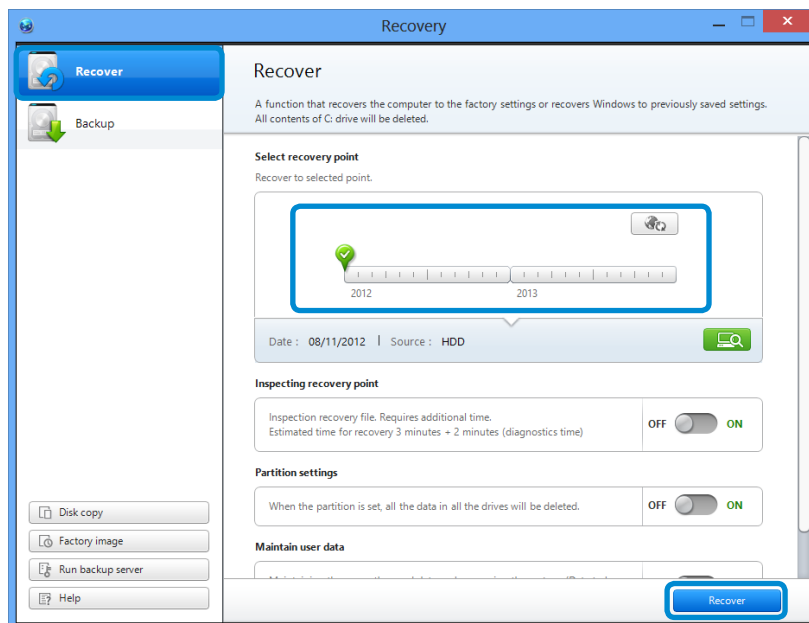 Recovery
Recover
Backup
Recover
A function that recovers the computer to the factory settings or recovers Windows to previously saved settings.
All contents of C: drive will be deleted.
Select recovery point
Recover to selected point.
2012 2013
Date : 08/11/2012 | Source : HDD
Inspecting recovery point
Inspection recovery file. Requires additional time.
Estimated time for recovery 3 minutes + 2 minutes (diagnostics time)
OFF ON
Partition settings
When the partition is set, all the data in all the drives will be deleted.
OFF ON
Maintain user data
Disk copy
Factory image
Run backup server
Help
Recover